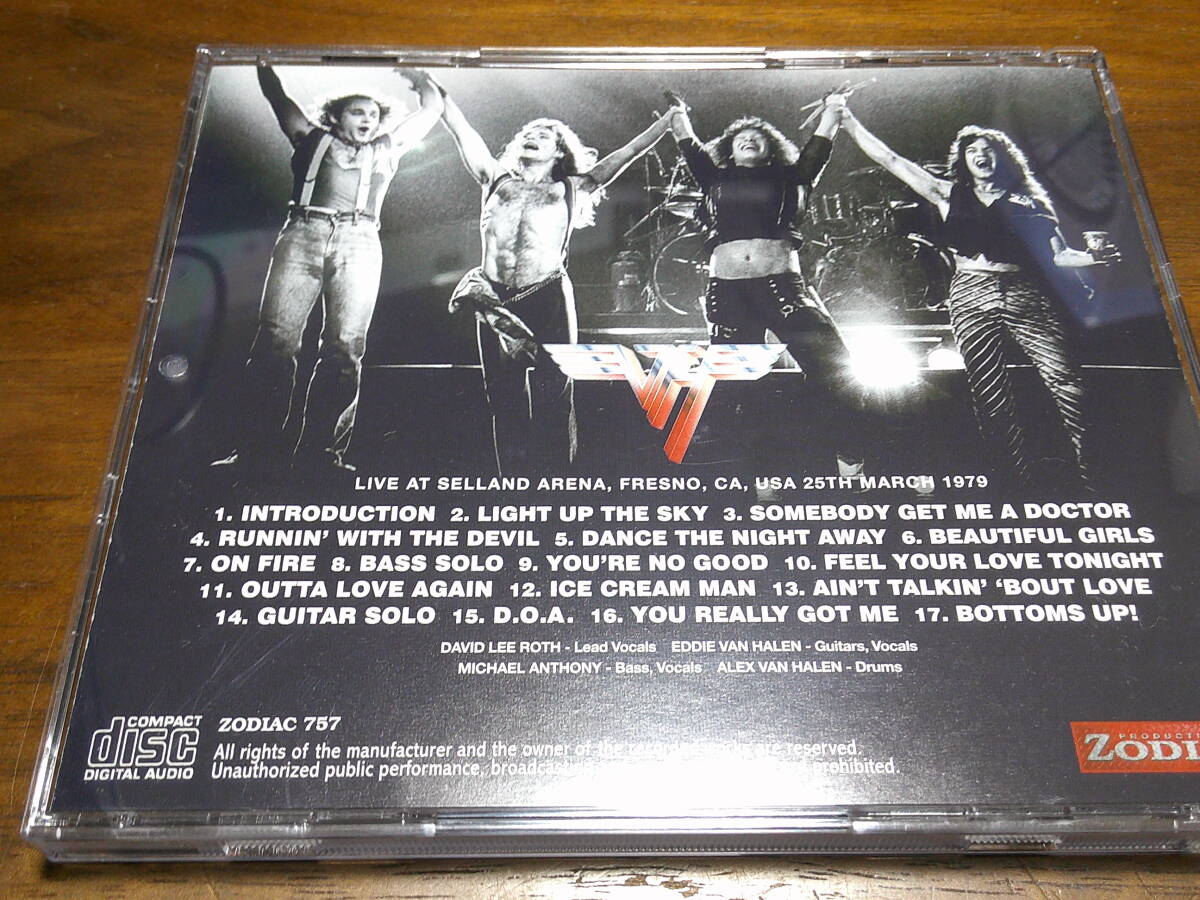 LIVE AT SELLAND ARENA, FRESNO, CA, USA 25TH MARCH 1979
1. INTRODUCTION 2. LIGHT UP THE SKY 3. SOMEBODY GET ME A DOCTOR
4. RUNNIN' WITH THE DEVIL 5. DANCE THE NIGHT AWAY 6. BEAUTIFUL GIRLS
7. ON FIRE 8. BASS SOLO 9. YOU'RE NO GOOD 10. FEEL YOUR LOVE TONIGHT
11. OUTTA LOVE AGAIN 12. ICE CREAM MAN 13. AIN'T TALKIN' 'BOUT LOVE
14. GUITAR SOLO 15. D.O.A. 16. YOU REALLY GOT ME 17. BOTTOMS UP!
DAVID LEE ROTH - Lead Vocals EDDIE VAN HALEN - Guitars, Vocals
MICHAEL ANTHONY - Bass, Vocals ALEX VAN HALEN - Drums
COMPACT
disc
DIGITAL AUDIO
ZODIAC 757
All rights of the manufacturer and the owner of the recorded works are reserved.
Unauthorized public performance, prohibited.